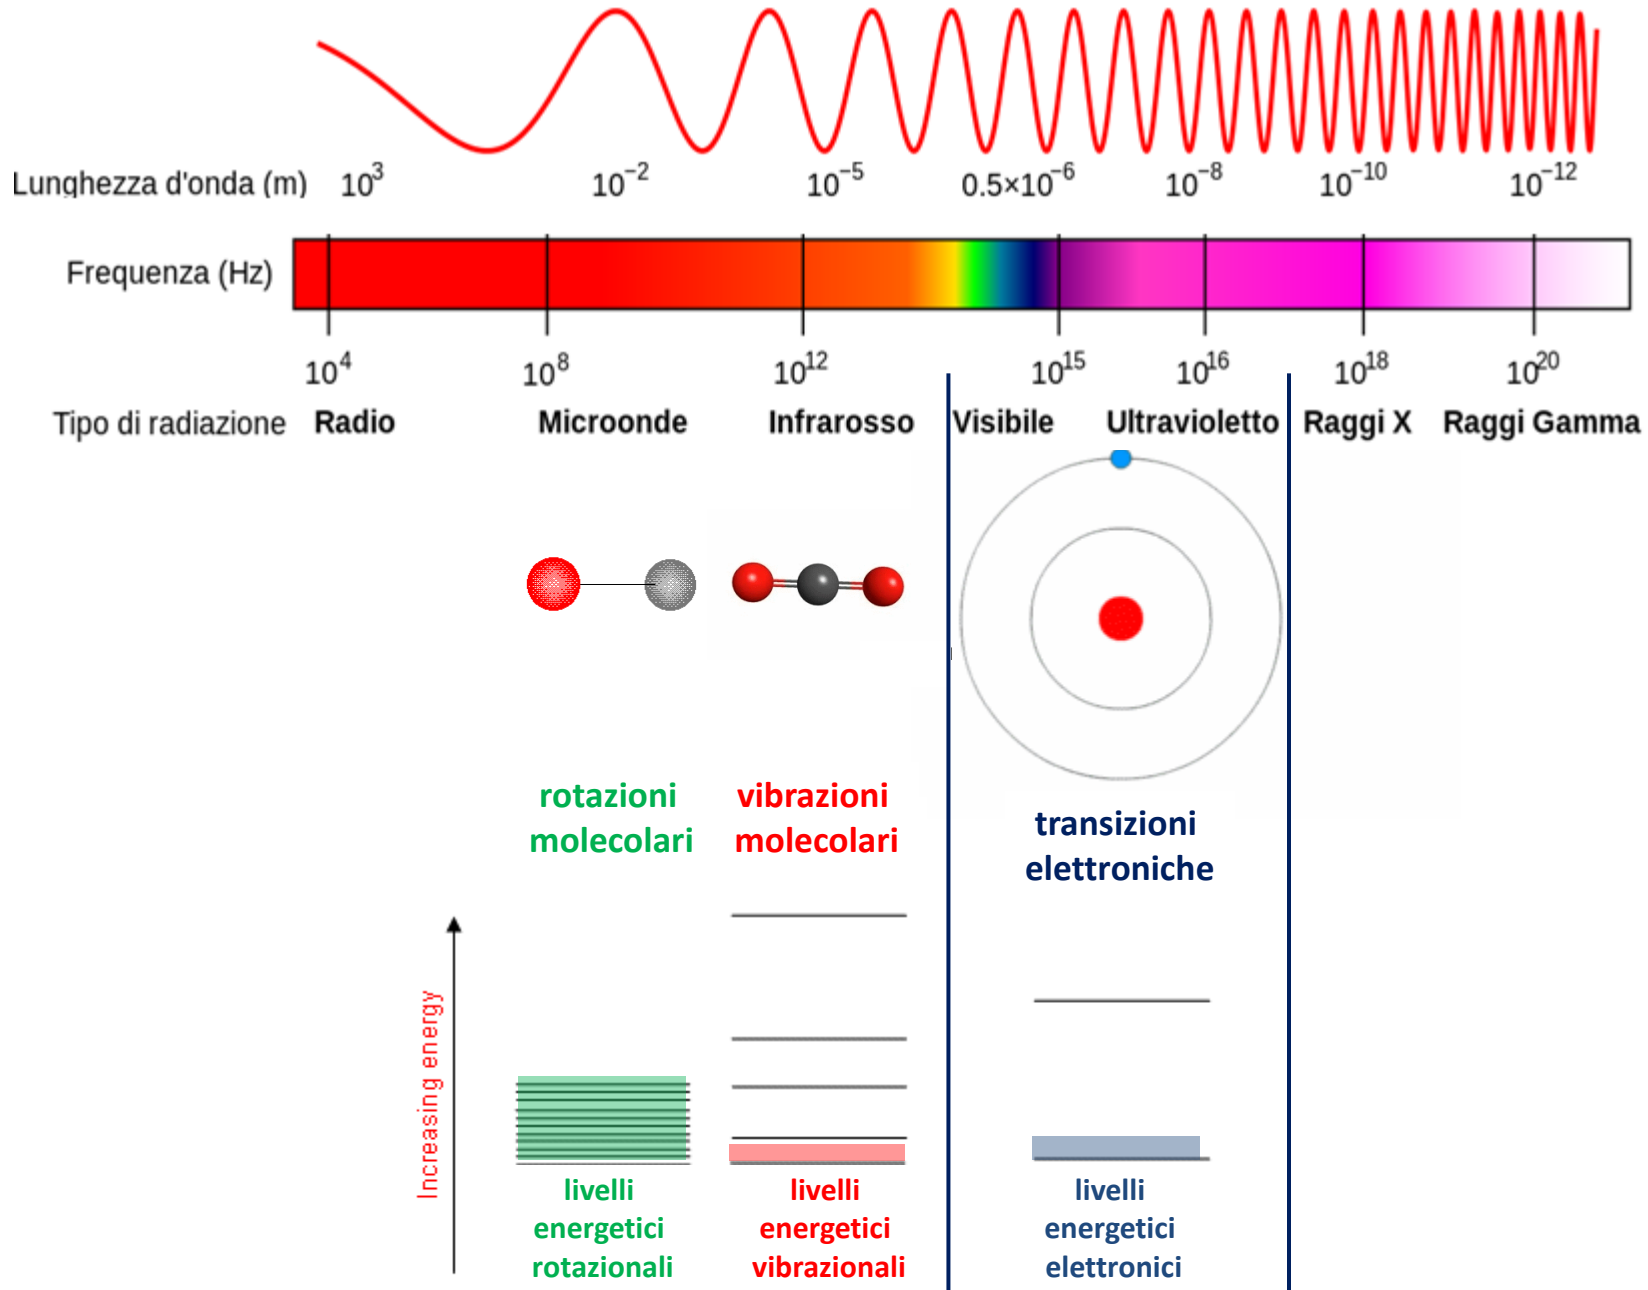 Lunghezza d'onda (m) 10³ 10⁻² 10⁻⁵ 0.5×10⁻⁶ 10⁻⁸ 10⁻¹⁰ 10⁻¹²
Frequenza (Hz)
10⁴ 10⁸ 10¹² 10¹⁵ 10¹⁶ 10¹⁸ 10²⁰
Tipo di radiazione Radio Microonde Infrarosso Visibile Ultravioletto Raggi X Raggi Gamma
rotazioni
molecolari
vibrazioni
molecolari
transizioni
elettroniche
Increasing energy
livelli
energetici
rotazionali
livelli
energetici
vibrazionali
livelli
energetici
elettronici